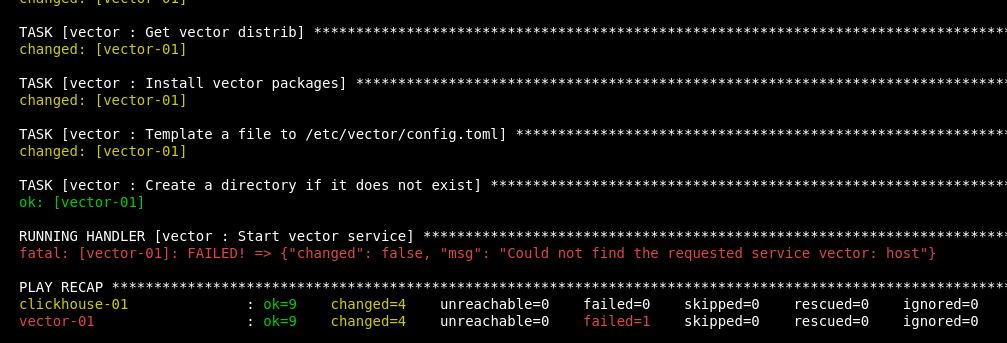 changed: [vector-01]
TASK [vector : Get vector distrib] **********************************************************************************
changed: [vector-01]
TASK [vector : Install vector packages] *****************************************************************************
changed: [vector-01]
TASK [vector : Template a file to /etc/vector/config.toml] **********************************************************
changed: [vector-01]
TASK [vector : Create a directory if it does not exist] *************************************************************
ok: [vector-01]
RUNNING HANDLER [vector : Start vector service] *********************************************************************
fatal: [vector-01]: FAILED! => {"changed": false, "msg": "Could not find the requested service vector: host"}
PLAY RECAP **********************************************************************************************************
clickhouse-01 : ok=9 changed=4 unreachable=0 failed=0 skipped=0 rescued=0 ignored=0
vector-01 : ok=9 changed=4 unreachable=0 failed=1 skipped=0 rescued=0 ignored=0